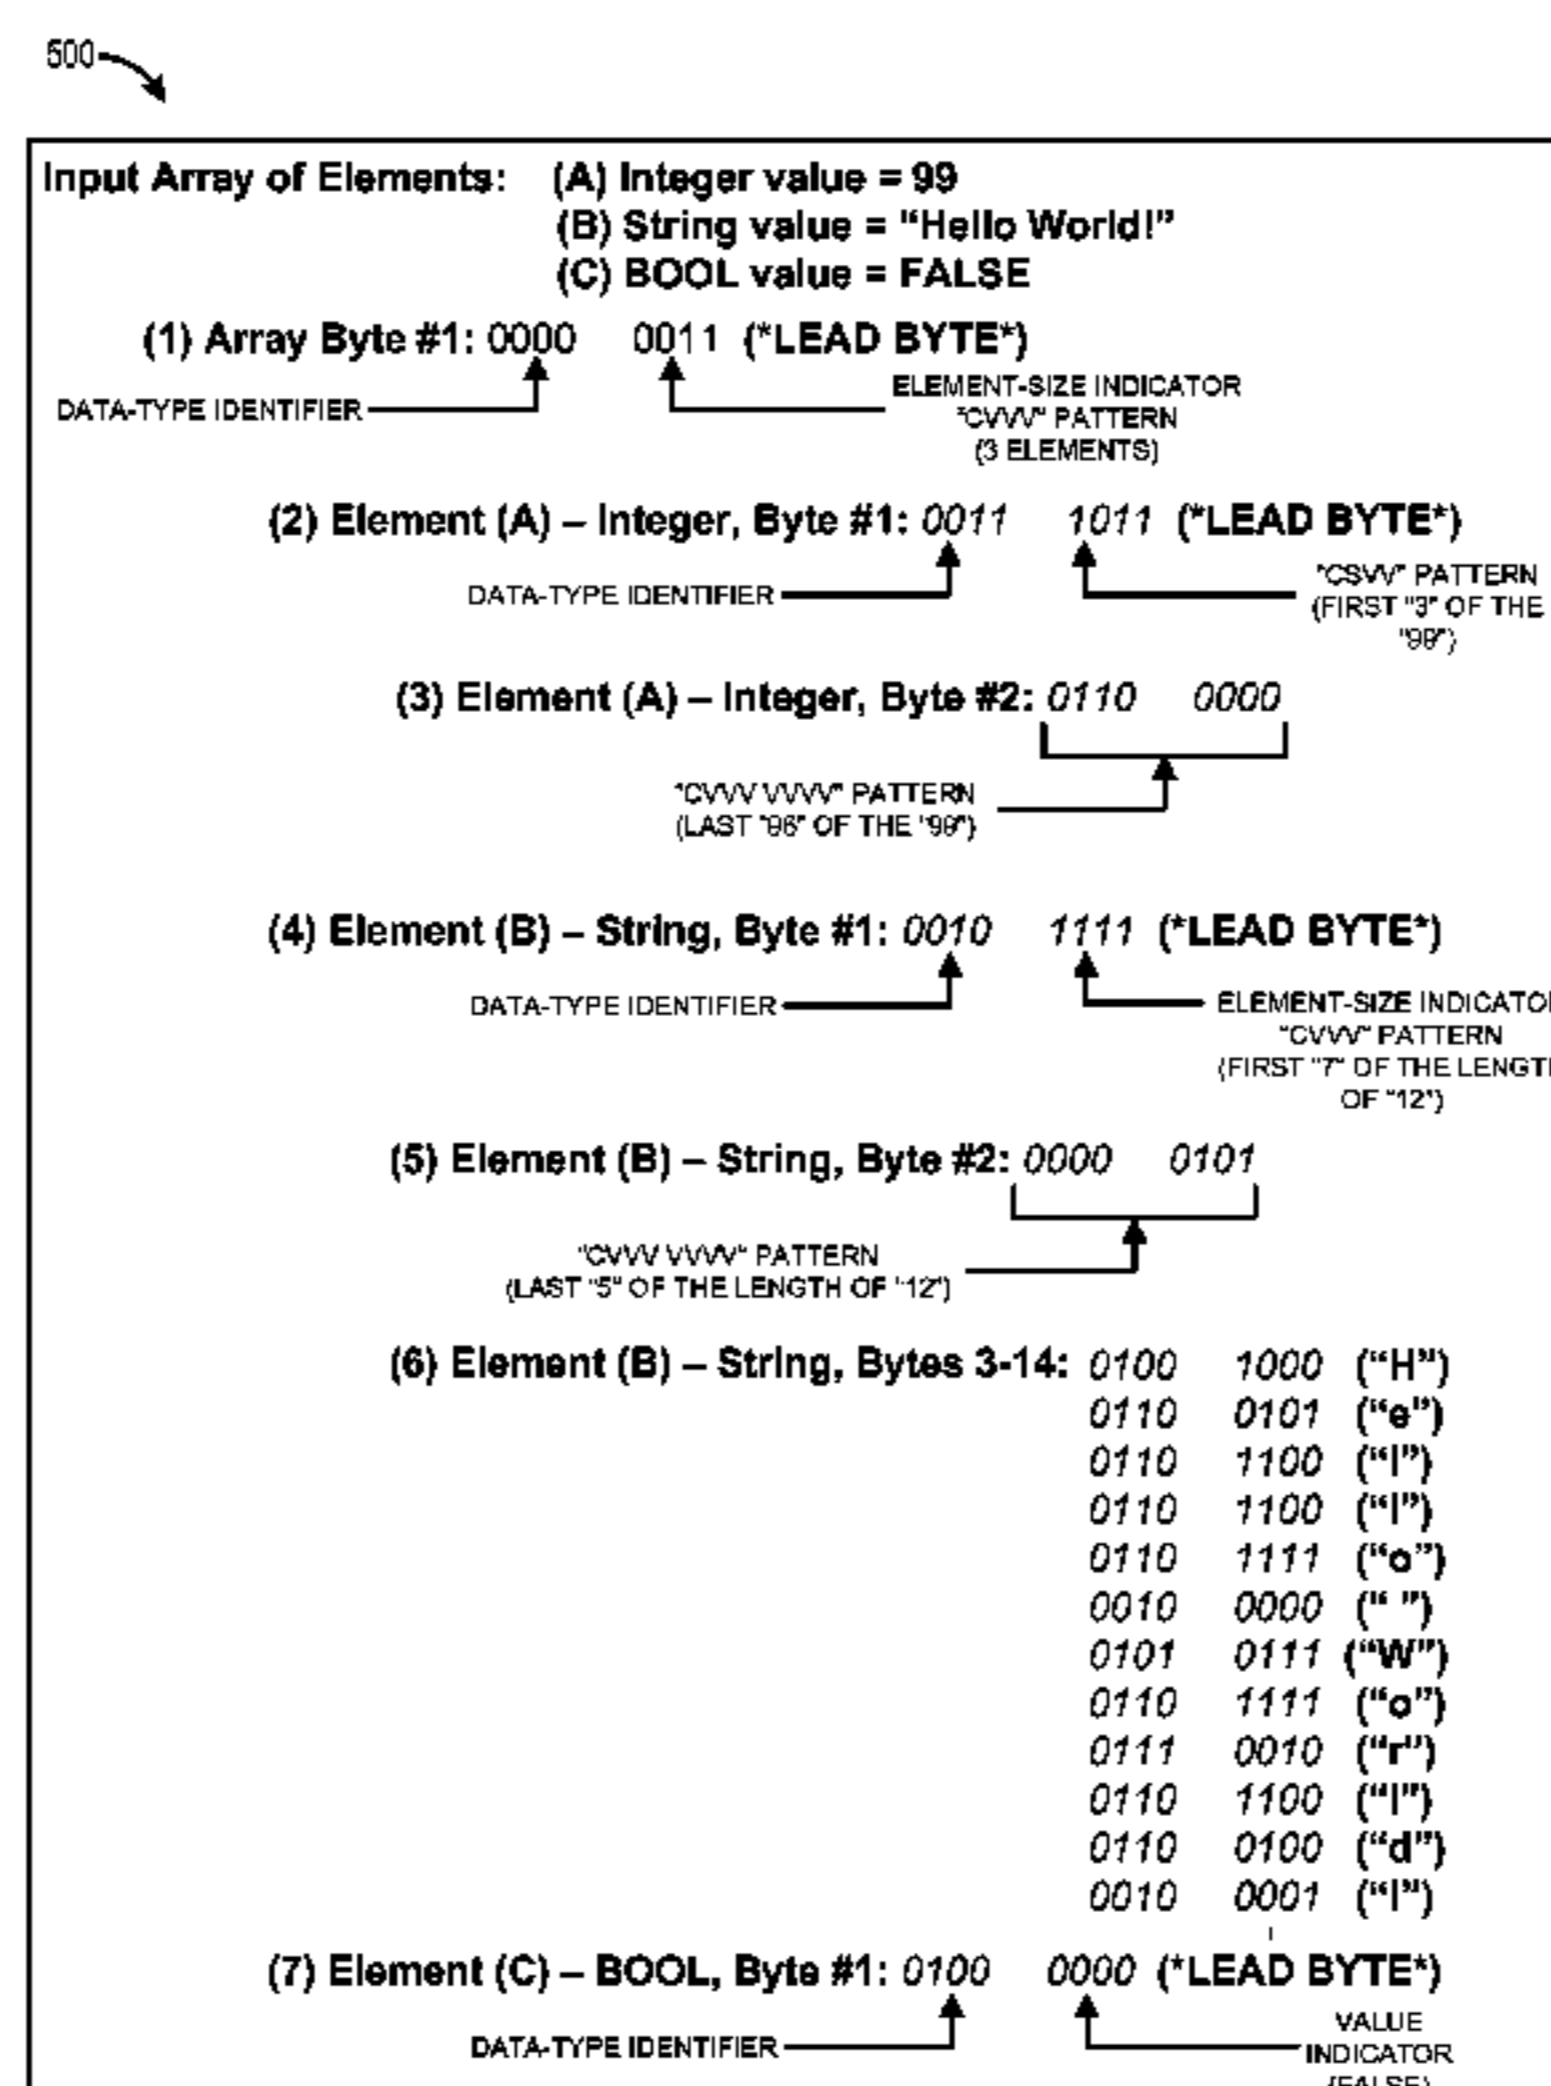 500
Input Array of Elements: (A) Integer value = 99
(B) String value = "Hello World!"
(C) BOOL value = FALSE
(1) Array Byte #1: 0000 0011 (*LEAD BYTE*)
DATA-TYPE IDENTIFIER
ELEMENT-SIZE INDICATOR
"CVVV" PATTERN
(3 ELEMENTS)
(2) Element (A) – Integer, Byte #1: 0011 1011 (*LEAD BYTE*)
DATA-TYPE IDENTIFIER
"CSVV" PATTERN
(FIRST "3" OF THE
"99")
(3) Element (A) – Integer, Byte #2: 0110 0000
"CVVV VVVV" PATTERN
(LAST "96" OF THE "99")
(4) Element (B) – String, Byte #1: 0010 1111 (*LEAD BYTE*)
DATA-TYPE IDENTIFIER
ELEMENT-SIZE INDICATO
"CVVV" PATTERN
(FIRST "7" OF THE LENGT
OF "12")
(5) Element (B) – String, Byte #2: 0000 0101
"CVVV VVVV" PATTERN
(LAST "5" OF THE LENGTH OF "12")
(6) Element (B) – String, Bytes 3-14: 0100 1000 ("H")
0110 0101 ("e")
0110 1100 ("l")
0110 1100 ("l")
0110 1111 ("o")
0010 0000 (" ")
0101 0111 ("W")
0110 1111 ("o")
0111 0010 ("r")
0110 1100 ("l")
0110 0100 ("d")
0010 0001 ("!")
(7) Element (C) – BOOL, Byte #1: 0100 0000 (*LEAD BYTE*)
DATA-TYPE IDENTIFIER
VALUE
INDICATOR
(FALSE)